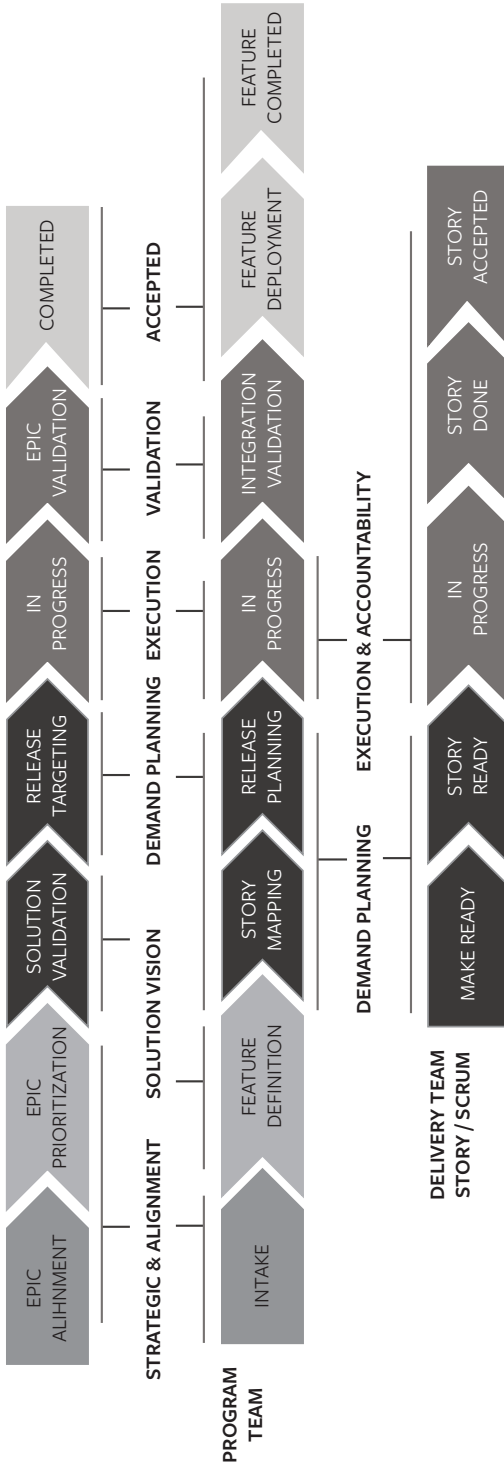 EPIC
ALIHNMENT
EPIC
PRIORITIZATION
SOLUTION
VALIDATION
RELEASE
TARGETING
IN
PROGRESS
EPIC
VALIDATION
COMPLETED
STRATEGIC & ALIGNMENT
SOLUTION VISION
DEMAND PLANNING
EXECUTION
VALIDATION
ACCEPTED
PROGRAM
TEAM
INTAKE
FEATURE
DEFINITION
STORY
MAPPING
RELEASE
PLANNING
IN
PROGRESS
INTEGRATION
VALIDATION
FEATURE
DEPLOYMENT
FEATURE
COMPLETED
DEMAND PLANNING
EXECUTION & ACCOUNTABILITY
DELIVERY TEAM
STORY / SCRUM
MAKE READY
STORY
READY
IN
PROGRESS
STORY
DONE
STORY
ACCEPTED